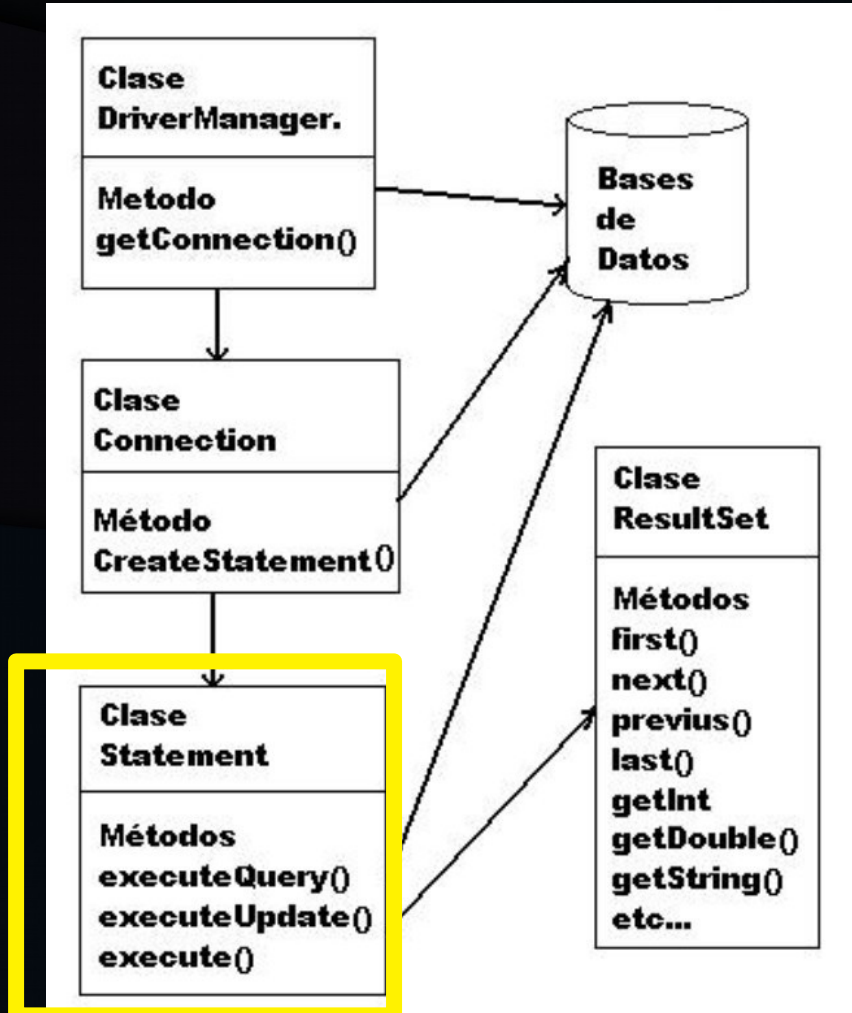 Clase
DriverManager.
Metodo
getConnection()
Bases
de
Datos
Clase
Connection
Método
CreateStatement()
Clase
Statement
Métodos
executeQuery()
executeUpdate()
execute()
Clase
ResultSet
Métodos
first()
next()
previus()
last()
getInt
getDouble()
getString()
etc...